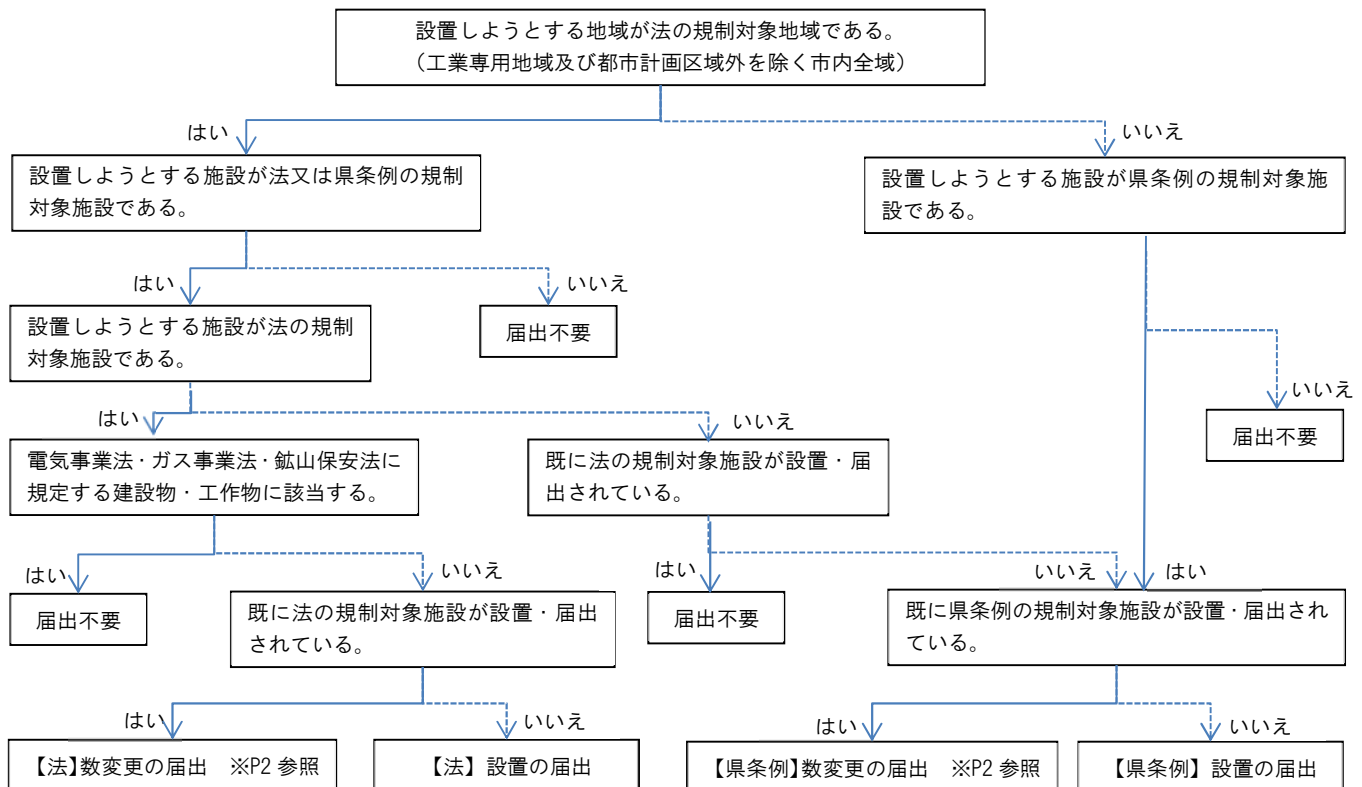 設置しようとする地域が法の規制対象地域である。
（工業専用地域及び都市計画区域外を除く市内全域）
はい
いいえ
設置しようとする施設が法又は県条例の規制
対象施設である。
設置しようとする施設が県条例の規制対象施
設である。
はい
いいえ
設置しようとする施設が法の規制
対象施設である。
届出不要
いいえ
届出不要
はい
いいえ
電気事業法・ガス事業法・鉱山保安法に
規定する建設物・工作物に該当する。
既に法の規制対象施設が設置・届
出されている。
はい
いいえ
はい
いいえ
はい
届出不要
既に法の規制対象施設が設置・届出
されている。
届出不要
既に県条例の規制対象施設が設置・届出され
ている。
はい
いいえ
はい
いいえ
【法】数変更の届出　※P2 参照
【法】設置の届出
【県条例】数変更の届出　※P2 参照
【県条例】設置の届出